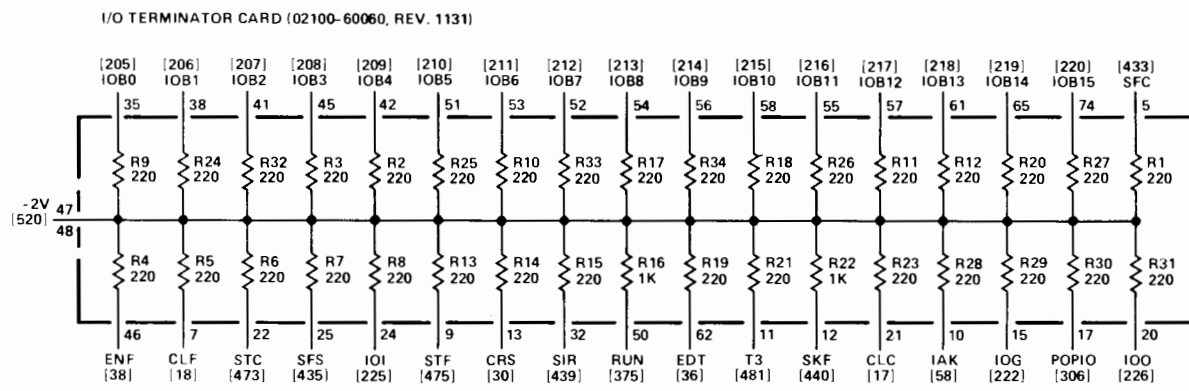 I/O TERMINATOR CARD (02100-60060, REV. 1131)
[205] [206] [207] [208] [209] [210] [211] [212] [213] [214] [215] [216] [217] [218] [219] [220] [433]
IOB0 IOB1 IOB2 IOB3 IOB4 IOB5 IOB6 IOB7 IOB8 IOB9 IOB10 IOB11 IOB12 IOB13 IOB14 IOB15 SFC
35 38 41 45 42 51 53 52 54 56 58 55 57 61 65 74 5
R9 R24 R32 R3 R2 R25 R10 R33 R17 R34 R18 R26 R11 R12 R20 R27 R1
220 220 220 220 220 220 220 220 220 220 220 220 220 220 220 220 220
-2V 47
[520] 48
R4 R5 R6 R7 R8 R13 R14 R15 R16 R19 R21 R22 R23 R28 R29 R30 R31
220 220 220 220 220 220 220 220 1K 220 220 1K 220 220 220 220 220
46 7 22 25 24 9 13 32 50 62 11 12 21 10 15 17 20
ENF CLF STC SFS IOI STF CRS SIR RUN EDT T3 SKF CLC IAK IOG POPIO IOO
[38] [18] [473] [435] [225] [475] [30] [439] [375] [36] [481] [440] [17] [58] [222] [306] [226]